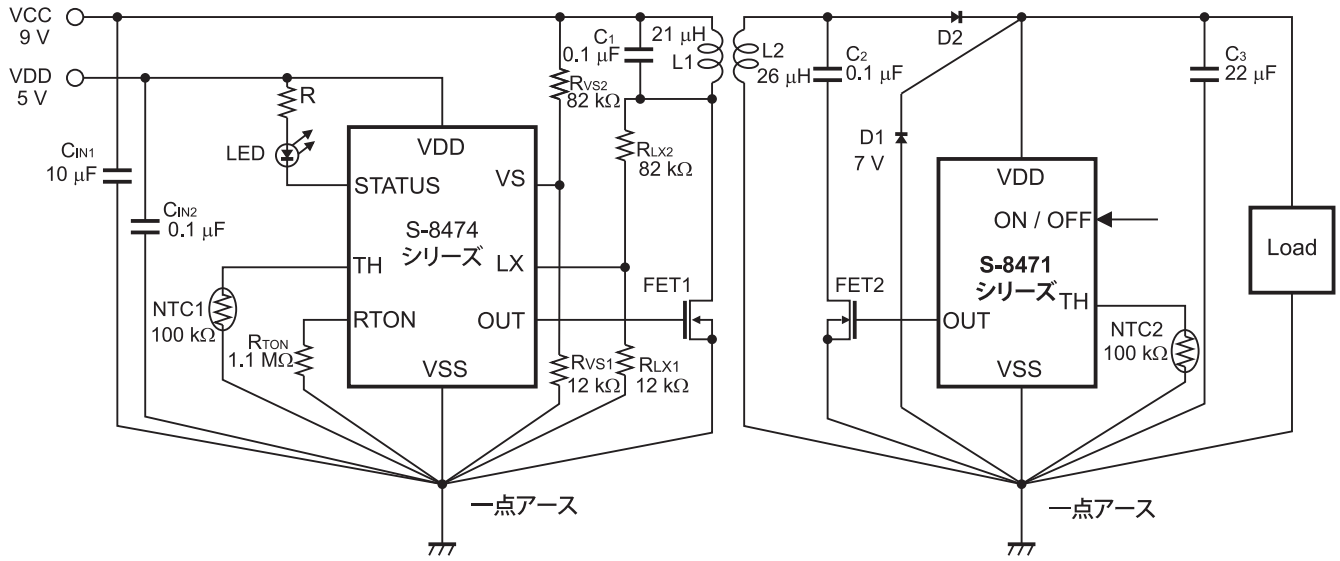 VCC
9 V
VDD
5 V
CIN1
10 μF
CIN2
0.1 μF
R
LED
NTC1
100 kΩ
RTON
1.1 MΩ
VDD
STATUS
VS
S-8474
シリーズ
TH
LX
RTON
OUT
VSS
RVS2
82 kΩ
RVS1
12 kΩ
C1
0.1 μF
21 μH
L1
RLX2
82 kΩ
RLX1
12 kΩ
FET1
一点アース
L2
26 μH
C2
0.1 μF
D2
D1
7 V
FET2
VDD
ON / OFF
S-8471
シリーズ
TH
OUT
VSS
NTC2
100 kΩ
C3
22 μF
Load
一点アース